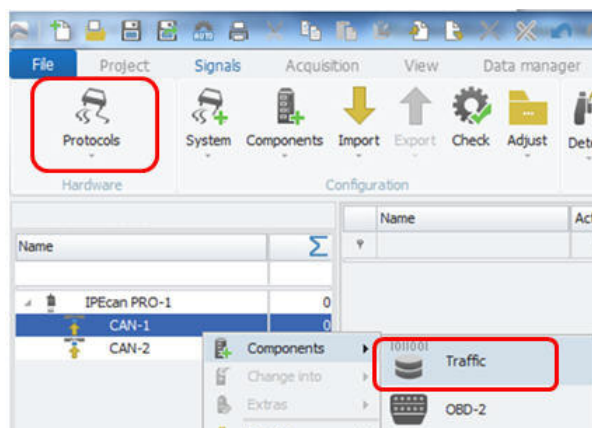 AUTO
File Project Signals Acquisition View Data manager
Protocols System Components Import Export Check Adjust
Hardware Configuration
Name Name
IPEcan PRO-1 0
CAN-1 0
CAN-2 Components Traffic
Change into
Extras OBD-2